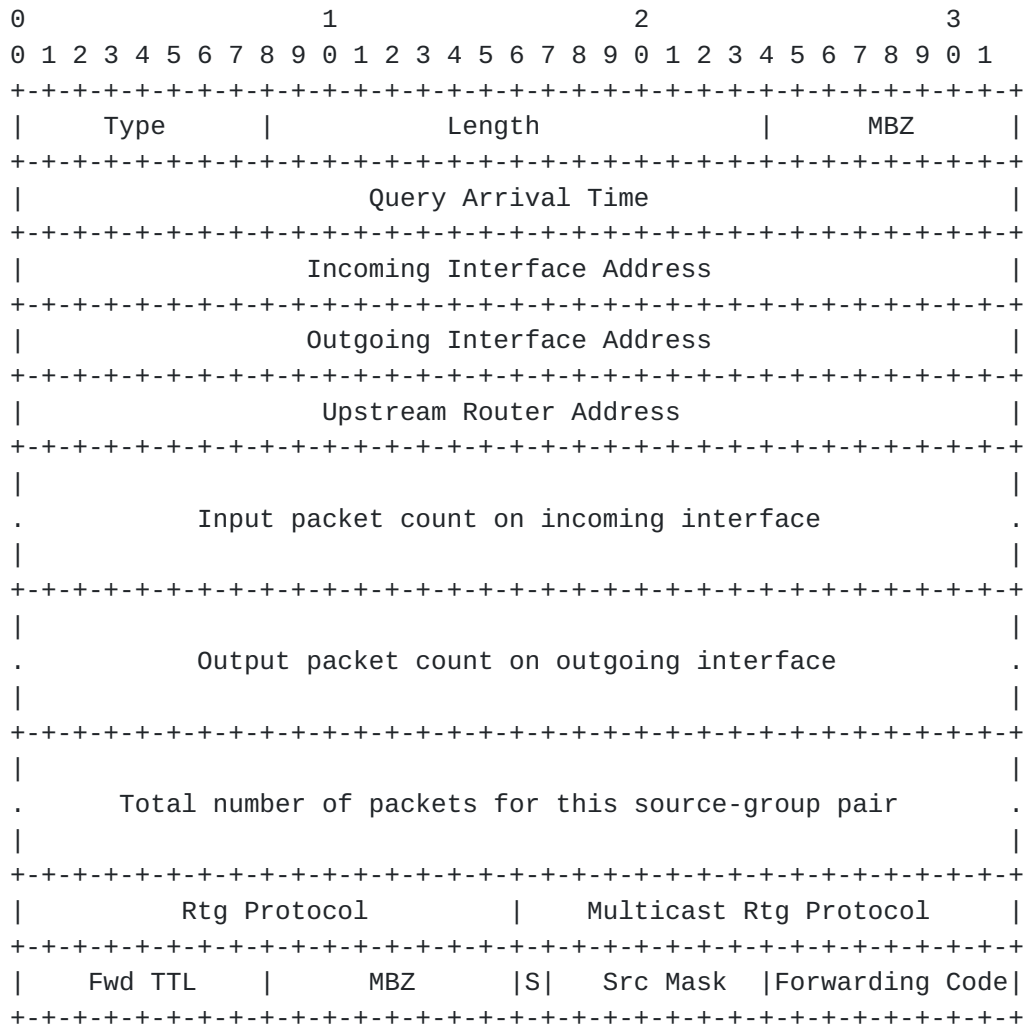 0                   1                   2                   3
0 1 2 3 4 5 6 7 8 9 0 1 2 3 4 5 6 7 8 9 0 1 2 3 4 5 6 7 8 9 0 1
+-+-+-+-+-+-+-+-+-+-+-+-+-+-+-+-+-+-+-+-+-+-+-+-+-+-+-+-+-+-+-+-+
|     Type      |           Length              |      MBZ      |
+-+-+-+-+-+-+-+-+-+-+-+-+-+-+-+-+-+-+-+-+-+-+-+-+-+-+-+-+-+-+-+-+
|                      Query Arrival Time                       |
+-+-+-+-+-+-+-+-+-+-+-+-+-+-+-+-+-+-+-+-+-+-+-+-+-+-+-+-+-+-+-+-+
|                  Incoming Interface Address                   |
+-+-+-+-+-+-+-+-+-+-+-+-+-+-+-+-+-+-+-+-+-+-+-+-+-+-+-+-+-+-+-+-+
|                  Outgoing Interface Address                   |
+-+-+-+-+-+-+-+-+-+-+-+-+-+-+-+-+-+-+-+-+-+-+-+-+-+-+-+-+-+-+-+-+
|                   Upstream Router Address                     |
+-+-+-+-+-+-+-+-+-+-+-+-+-+-+-+-+-+-+-+-+-+-+-+-+-+-+-+-+-+-+-+-+
|                                                               |
.           Input packet count on incoming interface            .
|                                                               |
+-+-+-+-+-+-+-+-+-+-+-+-+-+-+-+-+-+-+-+-+-+-+-+-+-+-+-+-+-+-+-+-+
|                                                               |
.           Output packet count on outgoing interface           .
|                                                               |
+-+-+-+-+-+-+-+-+-+-+-+-+-+-+-+-+-+-+-+-+-+-+-+-+-+-+-+-+-+-+-+-+
|                                                               |
.      Total number of packets for this source-group pair       .
|                                                               |
+-+-+-+-+-+-+-+-+-+-+-+-+-+-+-+-+-+-+-+-+-+-+-+-+-+-+-+-+-+-+-+-+
|          Rtg Protocol         |    Multicast Rtg Protocol     |
+-+-+-+-+-+-+-+-+-+-+-+-+-+-+-+-+-+-+-+-+-+-+-+-+-+-+-+-+-+-+-+-+
|    Fwd TTL    |      MBZ      |S|   Src Mask  |Forwarding Code|
+-+-+-+-+-+-+-+-+-+-+-+-+-+-+-+-+-+-+-+-+-+-+-+-+-+-+-+-+-+-+-+-+